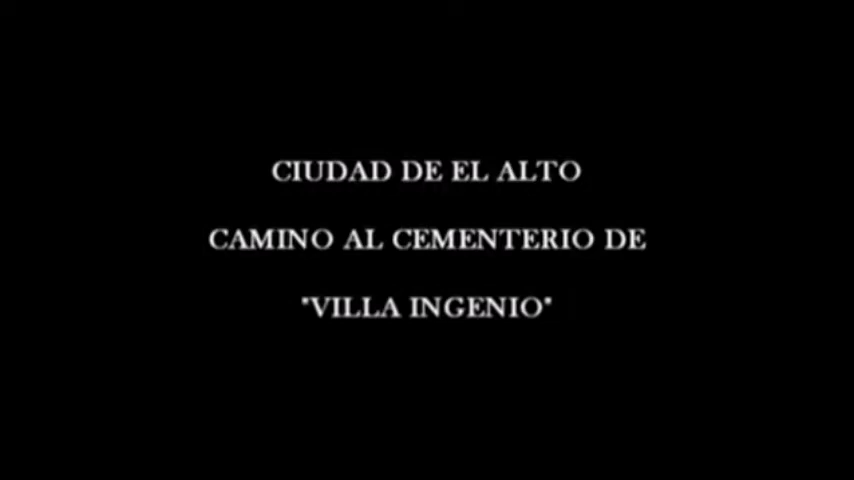 CIUDAD DE EL ALTO
CAMINO AL CEMENTERIO DE
"VILLA INGENIO"